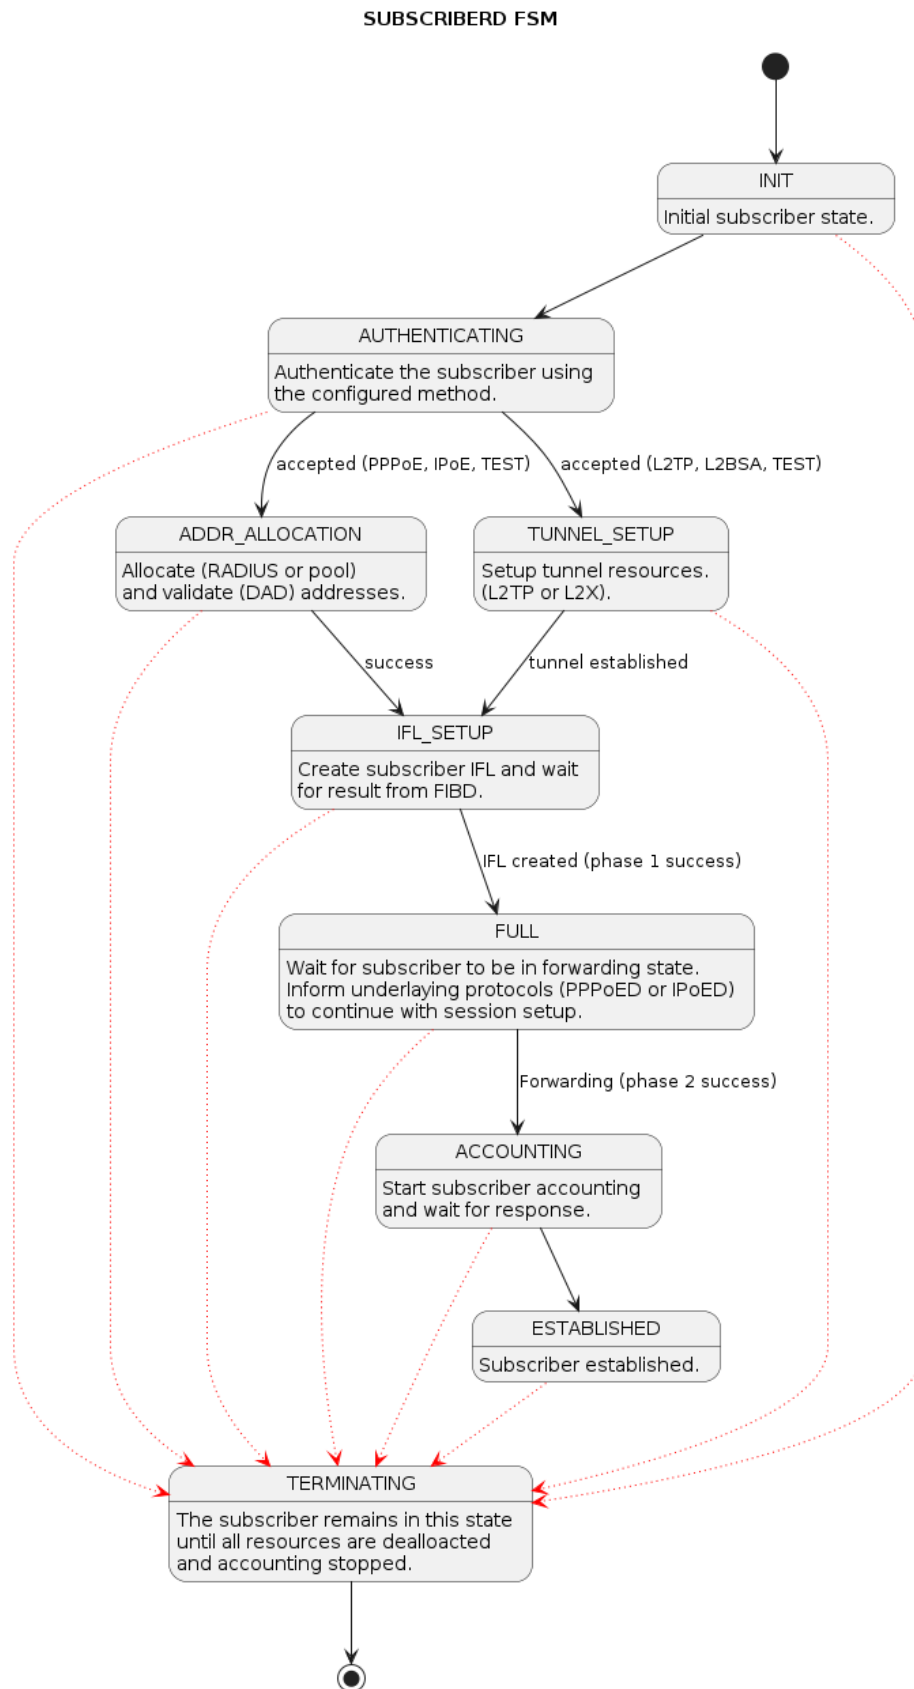 SUBSCRIBERD FSM
INIT
Initial subscriber state.
AUTHENTICATING
Authenticate the subscriber using
the configured method.
accepted (PPPoE, IPoE, TEST)
accepted (L2TP, L2BSA, TEST)
ADDR_ALLOCATION
Allocate (RADIUS or pool)
and validate (DAD) addresses.
TUNNEL_SETUP
Setup tunnel resources.
(L2TP or L2X).
success
tunnel established
IFL_SETUP
Create subscriber IFL and wait
for result from FIBD.
IFL created (phase 1 success)
FULL
Wait for subscriber to be in forwarding state.
Inform underlaying protocols (PPPoED or IPoED)
to continue with session setup.
Forwarding (phase 2 success)
ACCOUNTING
Start subscriber accounting
and wait for response.
ESTABLISHED
Subscriber established.
TERMINATING
The subscriber remains in this state
until all resources are dealloacted
and accounting stopped.